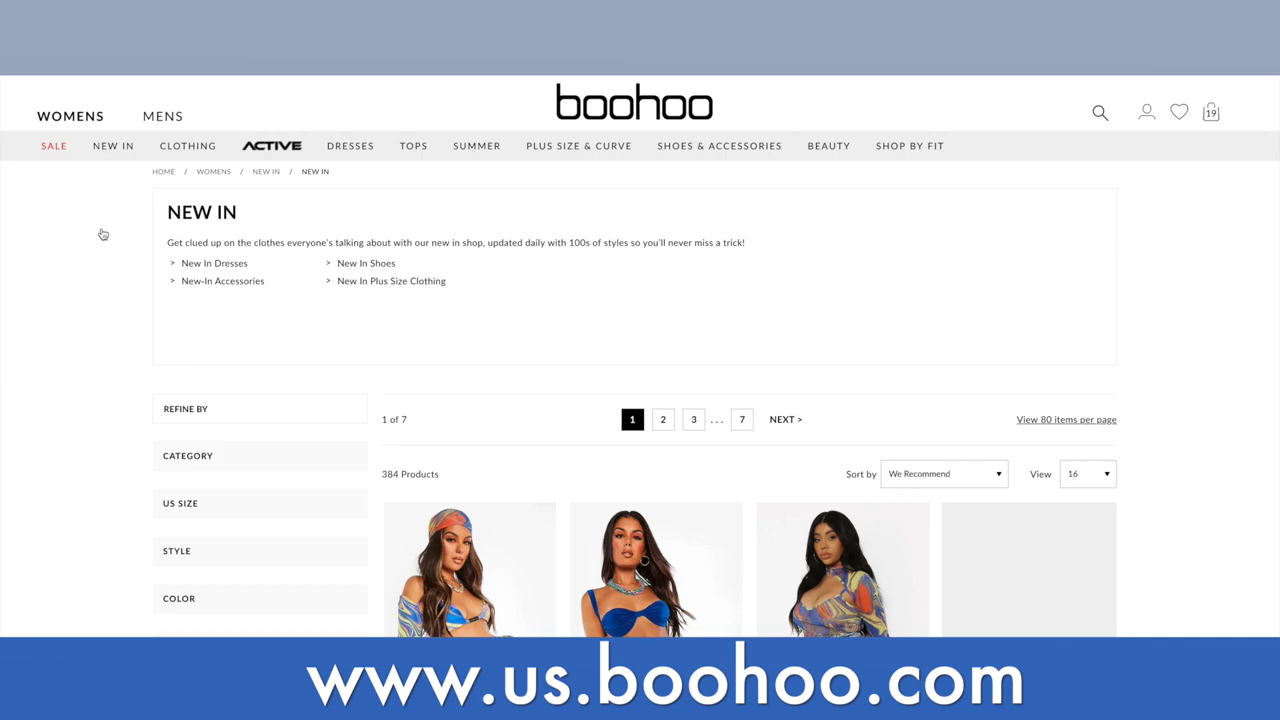 boohoo
WOMENS MENS
19
SALE NEW IN CLOTHING ACTIVE DRESSES TOPS SUMMER PLUS SIZE & CURVE SHOES & ACCESSORIES BEAUTY SHOP BY FIT
HOME / WOMENS / NEW IN / NEW IN
NEW IN
Get clued up on the clothes everyone's talking about with our new in shop, updated daily with 100s of styles so you'll never miss a trick!
> New In Dresses > New In Shoes
> New-In Accessories > New In Plus Size Clothing
REFINE BY
1 of 7 1 2 3 ... 7 NEXT > View 80 items per page
CATEGORY
384 Products Sort by We Recommend View 16
US SIZE
STYLE
COLOR
www.us.boohoo.com